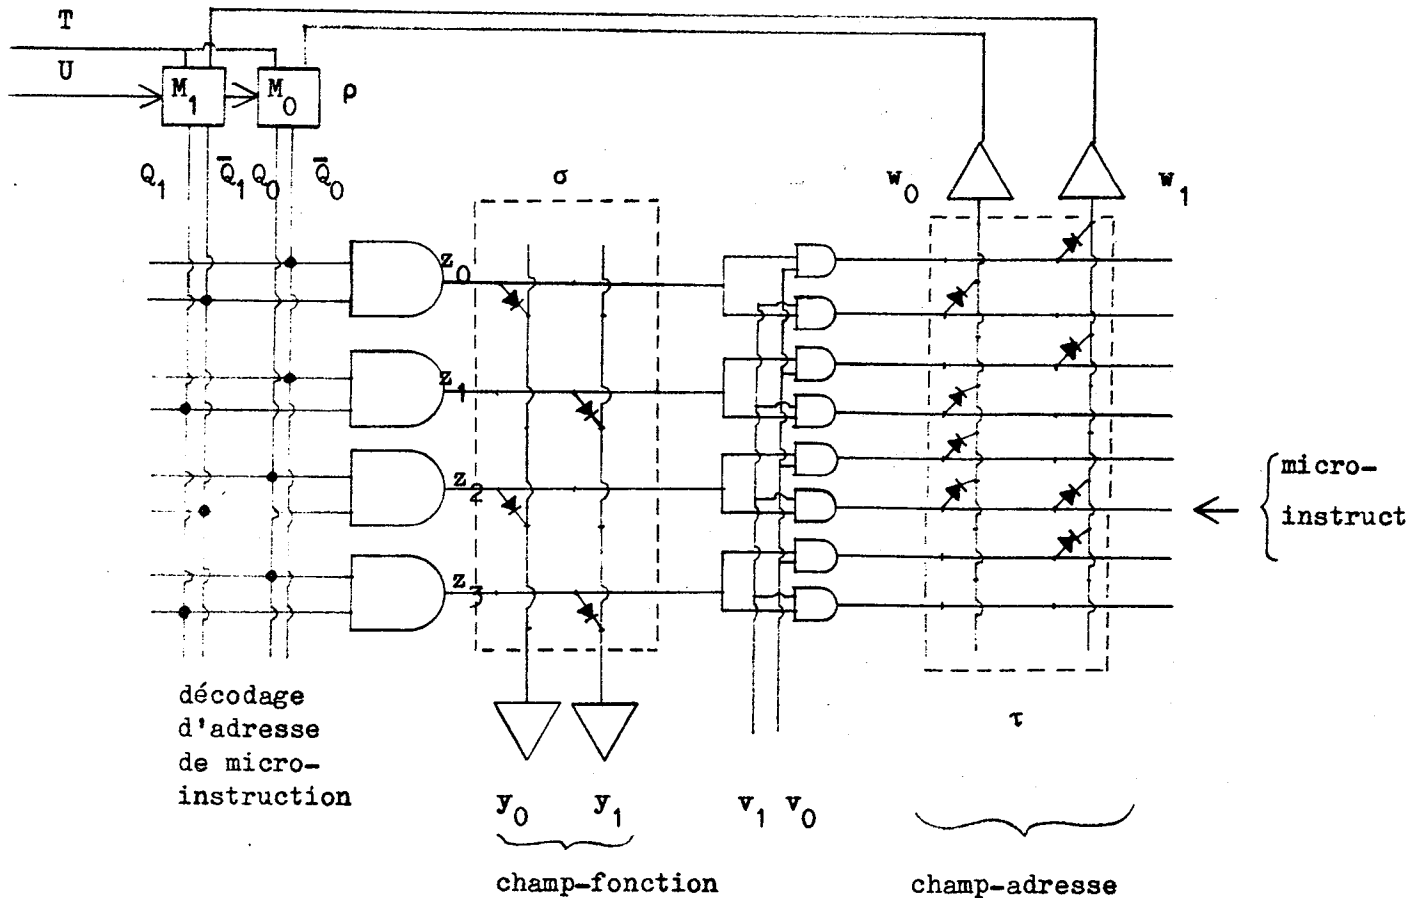 T
U
M1 M0 ρ
Q1 Q̄1 Q0 Q̄0
σ
w0 w1
z0
z1
z2
z3
micro-
instruct
décodage
d'adresse
de micro-
instruction
τ
y0 y1 v1 v0
champ-fonction champ-adresse